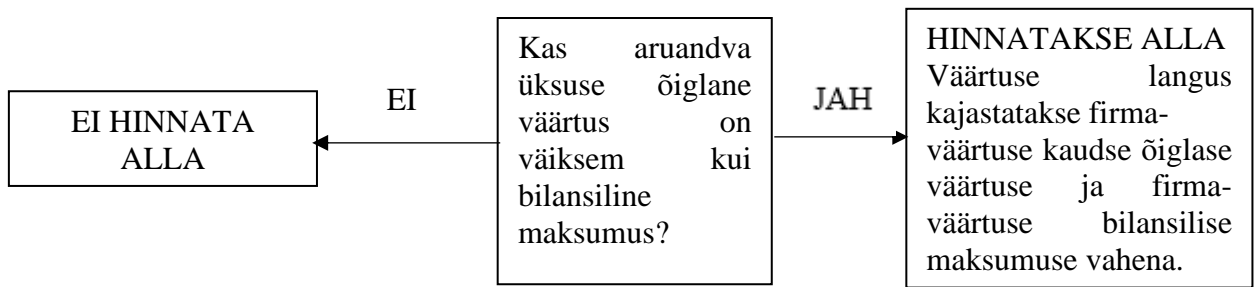 EI HINNATA
ALLA
EI
Kas aruandva
üksuse õiglane
väärtus on
väiksem kui
bilansiline
maksumus?
JAH
HINNATAKSE ALLA
Väärtuse langus
kajastatakse firma-
väärtuse kaudse õiglase
väärtuse ja firma-
väärtuse bilansilise
maksumuse vahena.